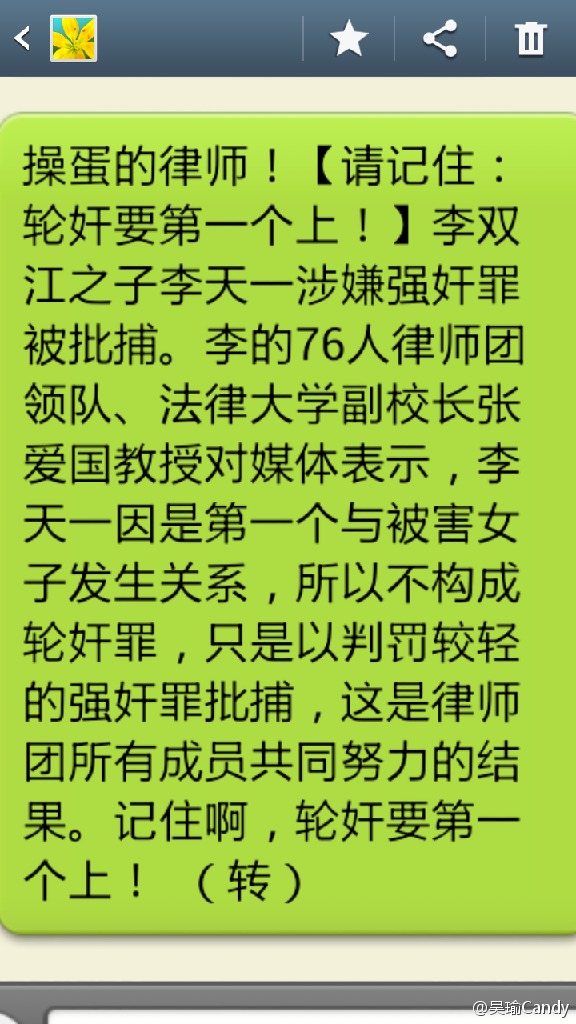 操蛋的律师！【请记住：
轮奸要第一个上！】李双
江之子李天一涉嫌强奸罪
被批捕。李的76人律师团
领队、法律大学副校长张
爱国教授对媒体表示，李
天一因是第一个与被害女
子发生关系，所以不构成
轮奸罪，只是以判罚较轻
的强奸罪批捕，这是律师
团所有成员共同努力的结
果。记住啊，轮奸要第一
个上！（转）
@吴瑜Candy